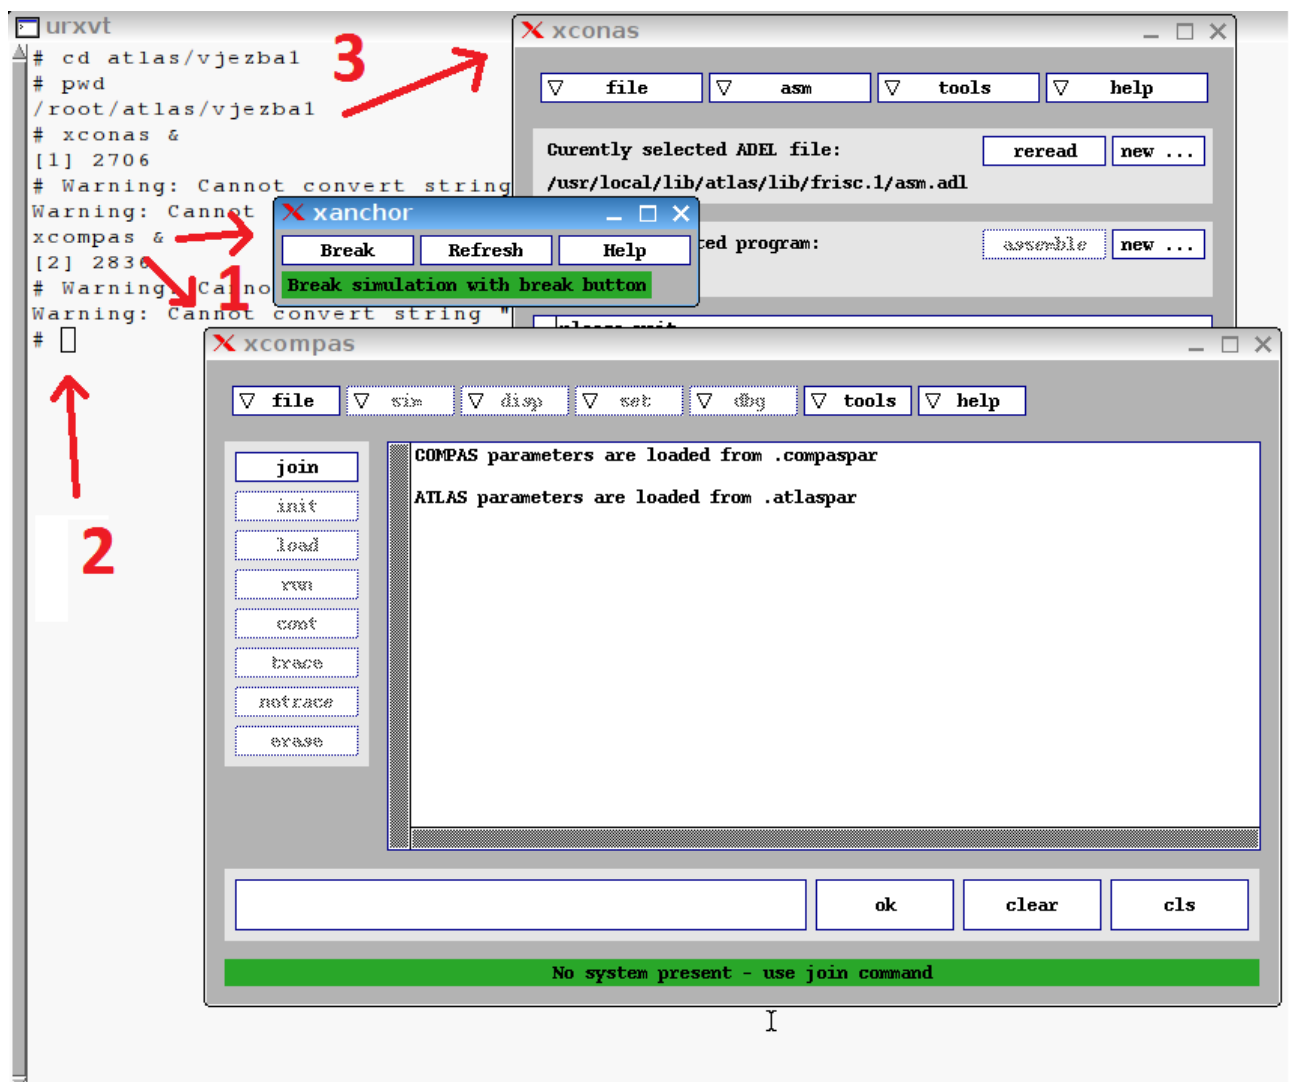 urxvt
# cd atlas/vjezba1
# pwd
/root/atlas/vjezba1
# xconas &
[1] 2706
# Warning: Cannot convert string
Warning: Cannot
xcompas &
[2] 2836
# Warning: Canno
Warning: Cannot convert string "
#
3
1
2
xconas
file asm tools help
Curently selected ADEL file:
reread new ...
/usr/local/lib/atlas/lib/frisc.1/asm.adl
ted program:
assemble new ...
please wait
xanchor
Break Refresh Help
Break simulation with break button
xcompas
file sim disp set dbg tools help
join
init
load
run
cont
trace
notrace
erase
COMPAS parameters are loaded from .compaspar
ATLAS parameters are loaded from .atlaspar
ok clear cls
No system present - use join command